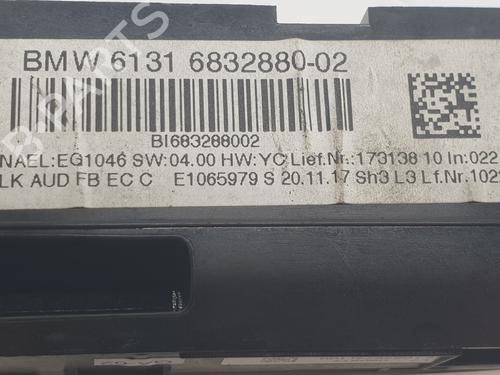 BMW 6131 6832880-02
BI683288002
NAEL:EG1046 SW:04.00 HW: YC Lief.Nr.:173138 10 In:022
LK AUD FB EC C E1065979 S 20.11.17 Sh3 L3 Lf.Nr.102